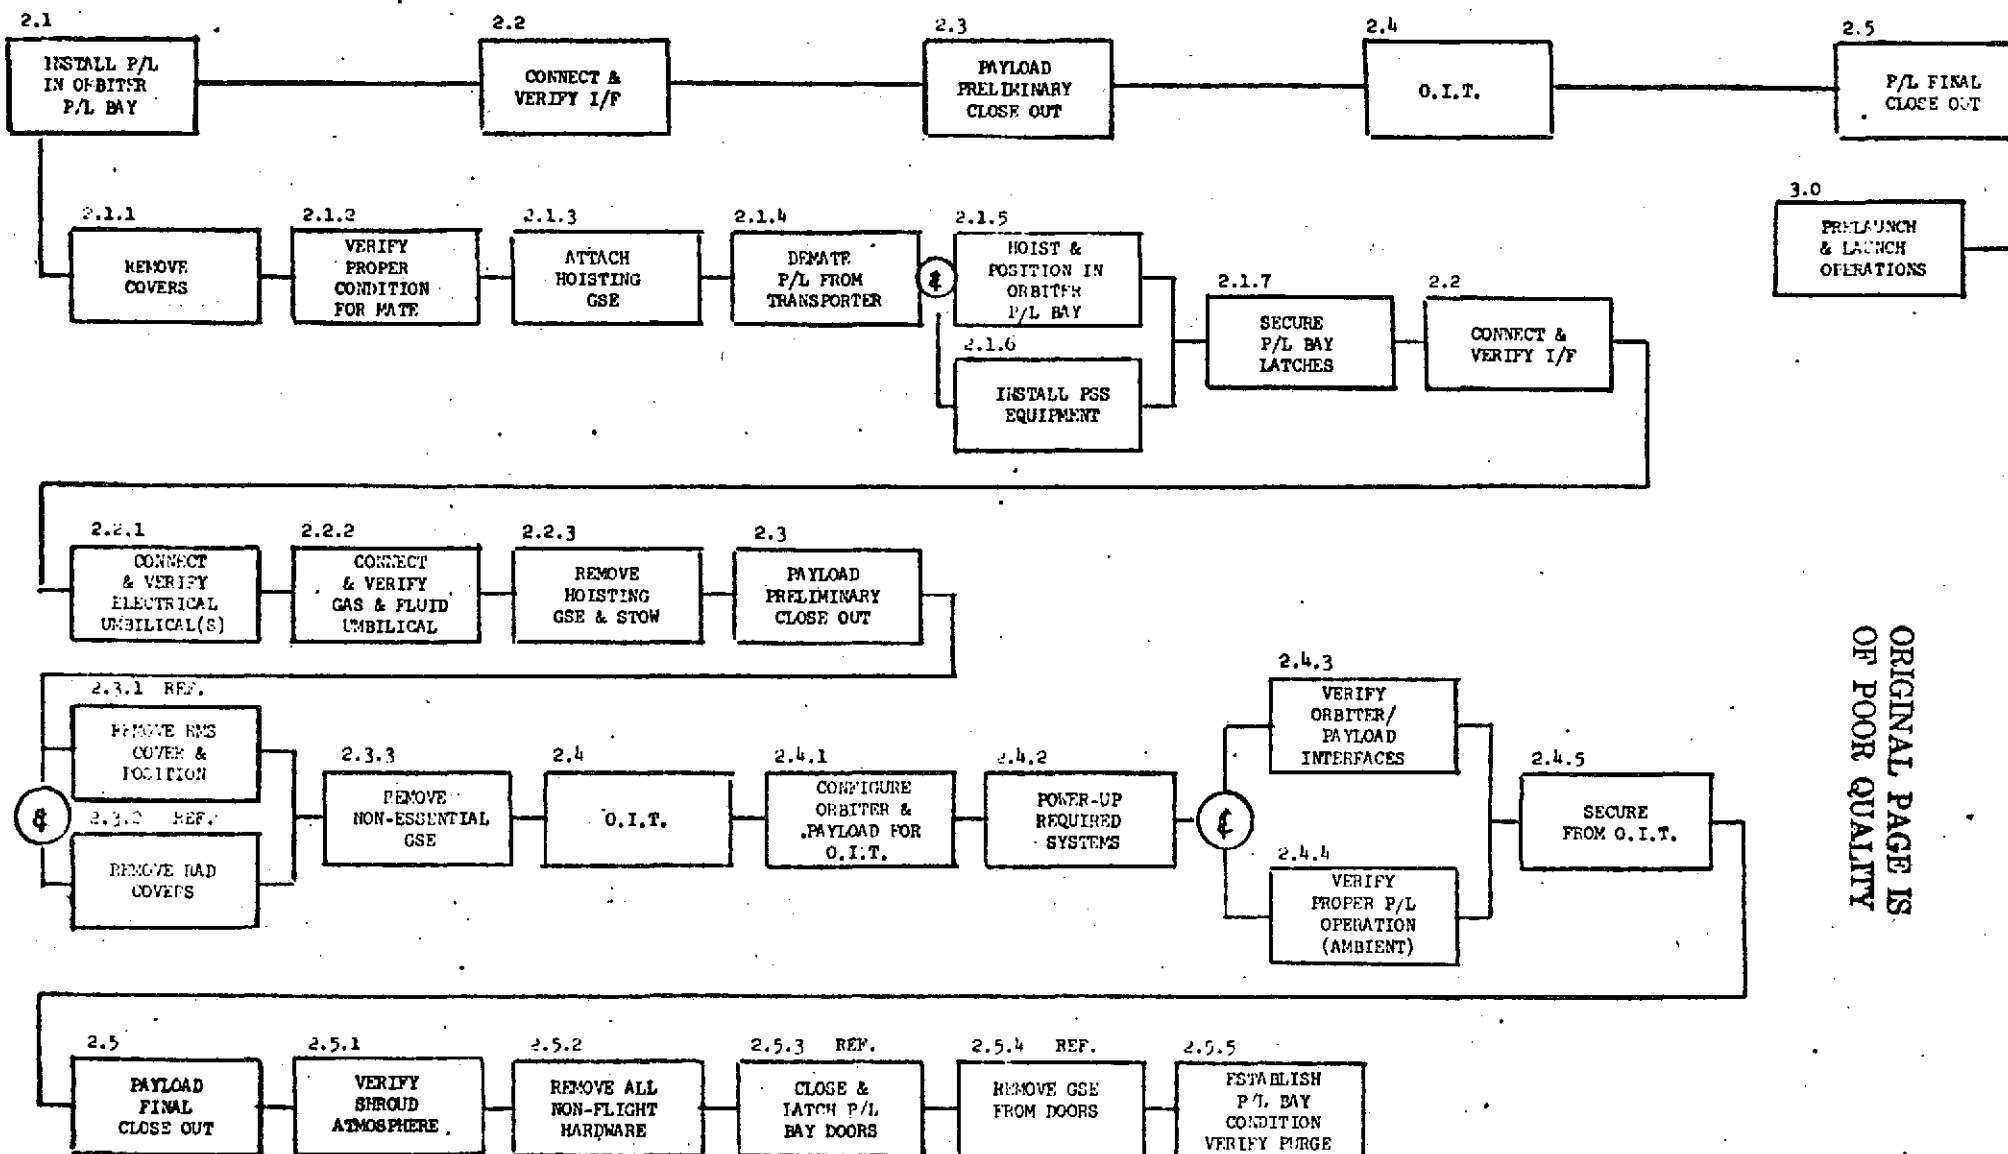 2.1
INSTALL P/L
IN ORBITER
P/L BAY
2.2
CONNECT &
VERIFY I/F
2.3
PAYLOAD
PRELIMINARY
CLOSE OUT
2.4
O.I.T.
2.5
P/L FINAL
CLOSE OUT
3.0
PRELAUNCH
& LAUNCH
OPERATIONS
2.1.1
REMOVE
COVERS
2.1.2
VERIFY
PROPER
CONDITION
FOR MATE
2.1.3
ATTACH
HOISTING
GSE
2.1.4
DEMATE
P/L FROM
TRANSPORTER
&
2.1.5
HOIST &
POSITION IN
ORBITER
P/L BAY
2.1.6
INSTALL PSS
EQUIPMENT
2.1.7
SECURE
P/L BAY
LATCHES
2.2
CONNECT &
VERIFY I/F
2.2.1
CONNECT
& VERIFY
ELECTRICAL
UMBILICAL(S)
2.2.2
CONNECT
& VERIFY
GAS & FLUID
UMBILICAL
2.2.3
REMOVE
HOISTING
GSE & STOW
2.3
PAYLOAD
PRELIMINARY
CLOSE OUT
&
2.3.1 REF.
REMOVE RMS
COVER &
POSITION
2.3.2 REF.
REMOVE RAD
COVERS
2.3.3
REMOVE
NON-ESSENTIAL
GSE
2.4
O.I.T.
2.4.1
CONFIGURE
ORBITER &
PAYLOAD FOR
O.I.T.
2.4.2
POWER-UP
REQUIRED
SYSTEMS
&
2.4.3
VERIFY
ORBITER/
PAYLOAD
INTERFACES
2.4.4
VERIFY
PROPER P/L
OPERATION
(AMBIENT)
2.4.5
SECURE
FROM O.I.T.
2.5
PAYLOAD
FINAL
CLOSE OUT
2.5.1
VERIFY
SHROUD
ATMOSPHERE
2.5.2
REMOVE ALL
NON-FLIGHT
HARDWARE
2.5.3 REF.
CLOSE &
LATCH P/L
BAY DOORS
2.5.4 REF.
REMOVE GSE
FROM DOORS
2.5.5
ESTABLISH
P/L BAY
CONDITION
VERIFY PURGE
ORIGINAL PAGE IS
OF POOR QUALITY